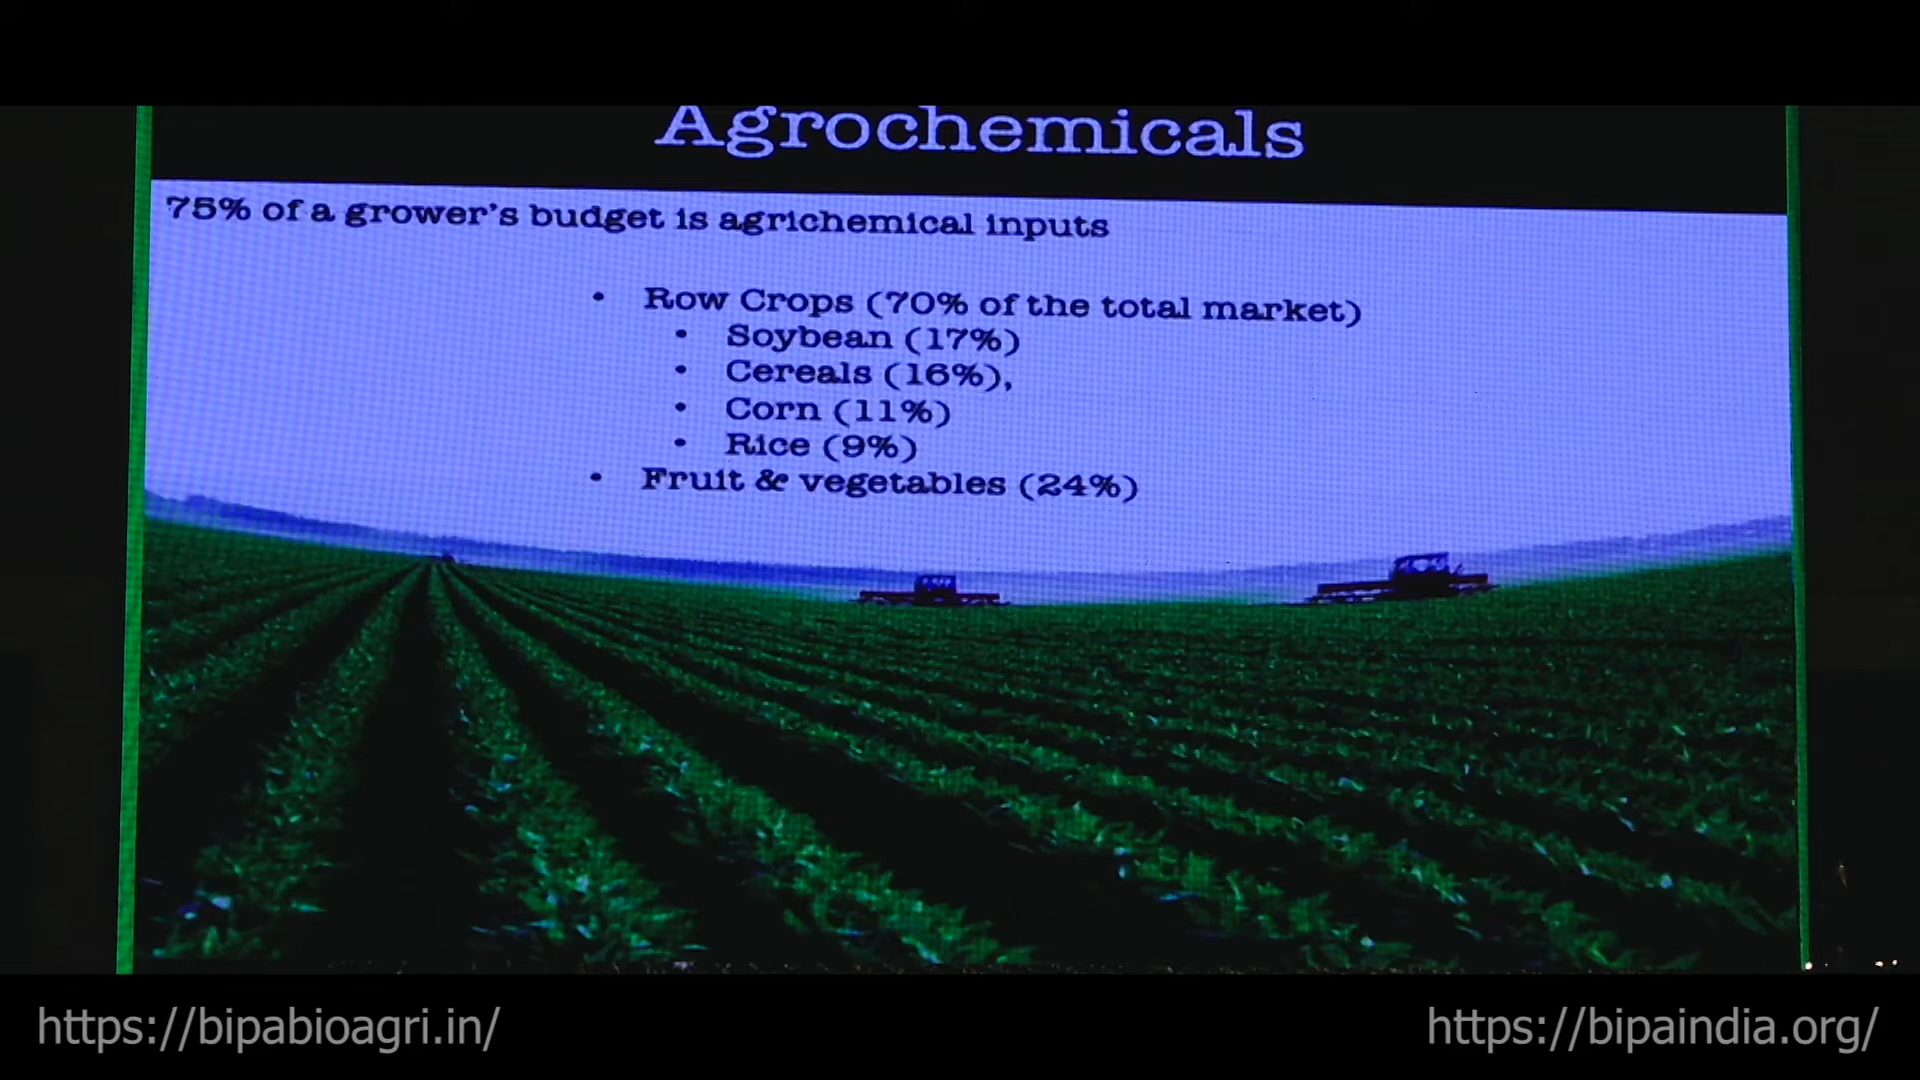 Agrochemicals
75% of a grower's budget is agrichemical inputs
• Row Crops (70% of the total market)
• Soybean (17%)
• Cereals (16%),
• Corn (11%)
• Rice (9%)
• Fruit & vegetables (24%)
https://bipabioagri.in/
https://bipaindia.org/